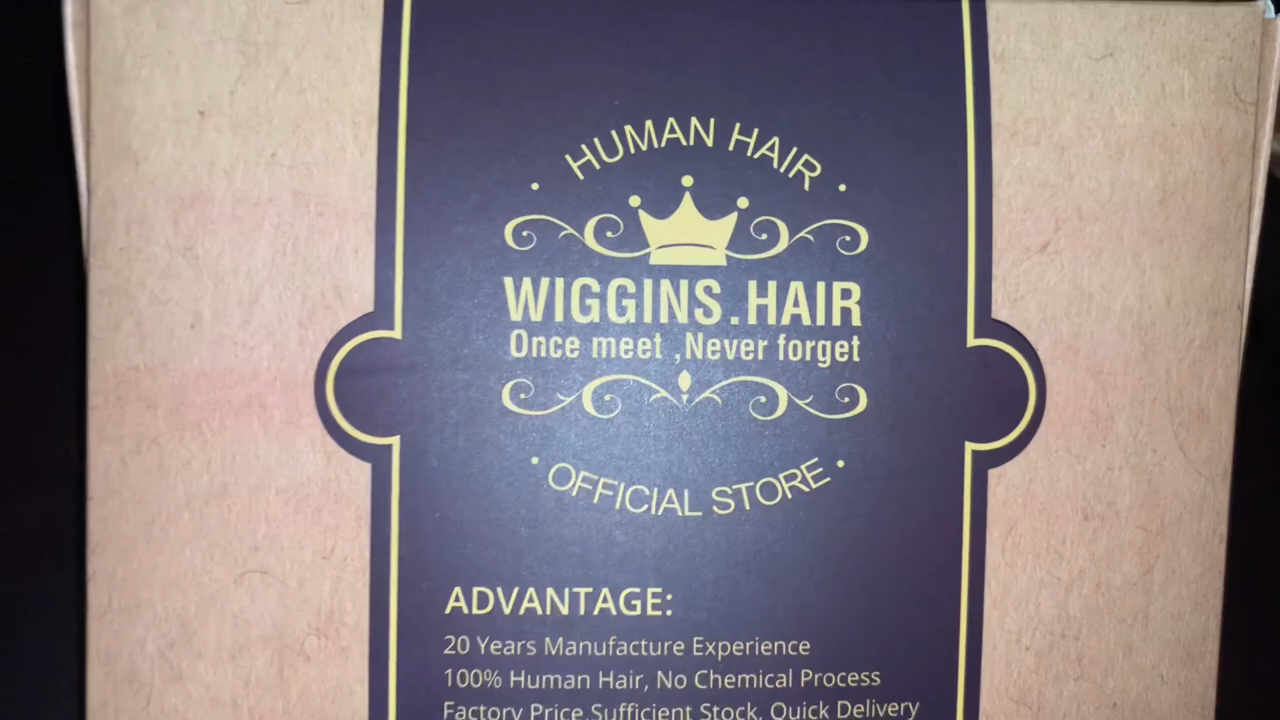 HUMAN HAIR
WIGGINS.HAIR
Once meet ,Never forget
OFFICIAL STORE
ADVANTAGE:
20 Years Manufacture Experience
100% Human Hair, No Chemical Process
Factory Price,Sufficient Stock, Quick Delivery